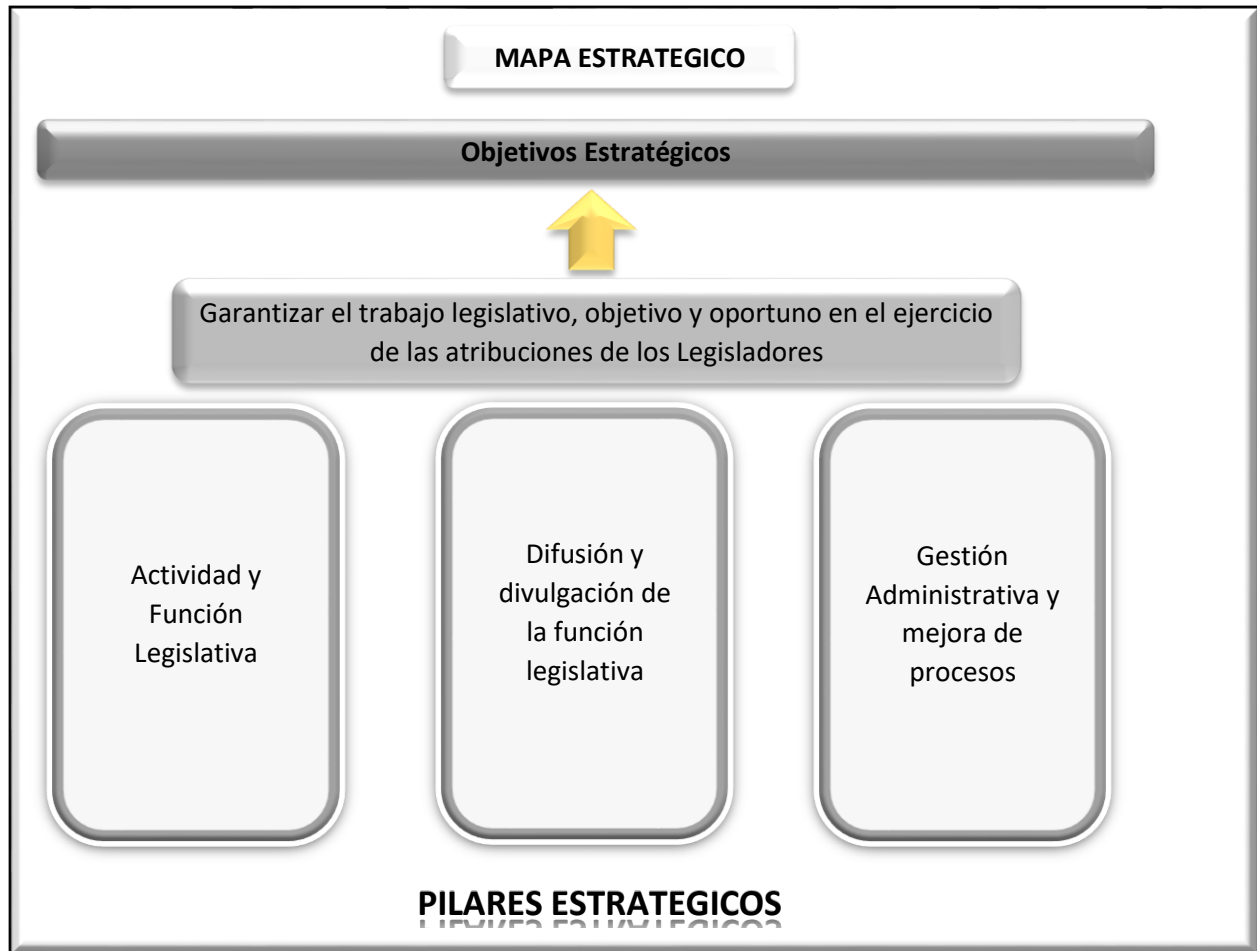 MAPA ESTRATEGICO
Objetivos Estratégicos
Garantizar el trabajo legislativo, objetivo y oportuno en el ejercicio
de las atribuciones de los Legisladores
Actividad y
Función
Legislativa
Difusión y
divulgación de
la función
legislativa
Gestión
Administrativa y
mejora de
procesos
PILARES ESTRATEGICOS